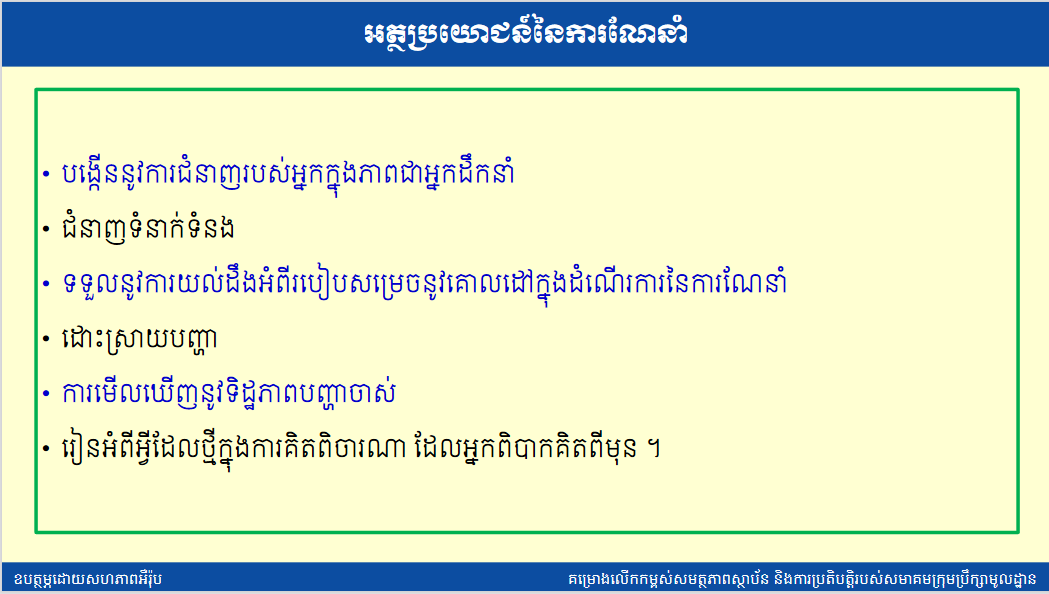 អត្ថប្រយោជន៍នៃការណែនាំ
• បង្កើននូវការជំនាញរបស់អ្នកក្នុងភាពជាអ្នកដឹកនាំ
• ជំនាញទំនាក់ទំនង
• ទទួលនូវការយល់ដឹងអំពីរបៀបសម្រេចនូវគោលដៅក្នុងដំណើរការនៃការណែនាំ
• ដោះស្រាយបញ្ហា
• ការមើលឃើញនូវទិដ្ឋភាពបញ្ហាចាស់
• រៀនអំពីអ្វីដែលថ្មីក្នុងការគិតពិចារណា ដែលអ្នកពិបាកគិតពីមុន ។
ឧបត្ថម្ភដោយសហភាពអឺរ៉ុប
គម្រោងលើកកម្ពស់សមត្ថភាពស្ថាប័ន និងការប្រតិបត្តិរបស់សមាគមក្រុមប្រឹក្សាមូលដ្ឋាន